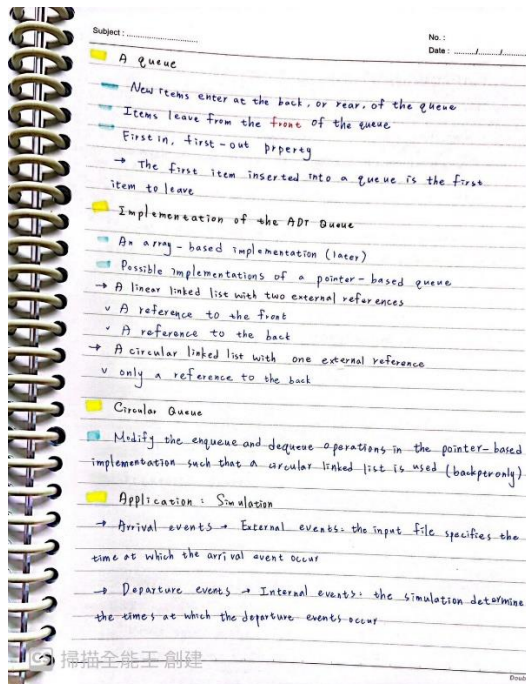 Subject :
No. :
Date : / /
A queue
New items enter at the back, or rear, of the queue
Items leave from the front of the queue
First in, first-out prperty
→ The first item inserted into a queue is the first
item to leave
Implementation of the ADT Queue
An array-based implementation (later)
Possible implementations of a pointer-based queue
→ A linear linked list with two external references
v A reference to the front
v A reference to the back
→ A circular linked list with one external reference
v only a reference to the back
Circular Queue
Modify the enqueue and dequeue operations in the pointer-based
implementation such that a circular linked list is used (backptr only)
Application : Simulation
→ Arrival events → External events: the input file specifies the
time at which the arrival event occur
→ Departure events → Internal events: the simulation determine
the times at which the departure events occur
CS 掃描全能王 創建
Doub